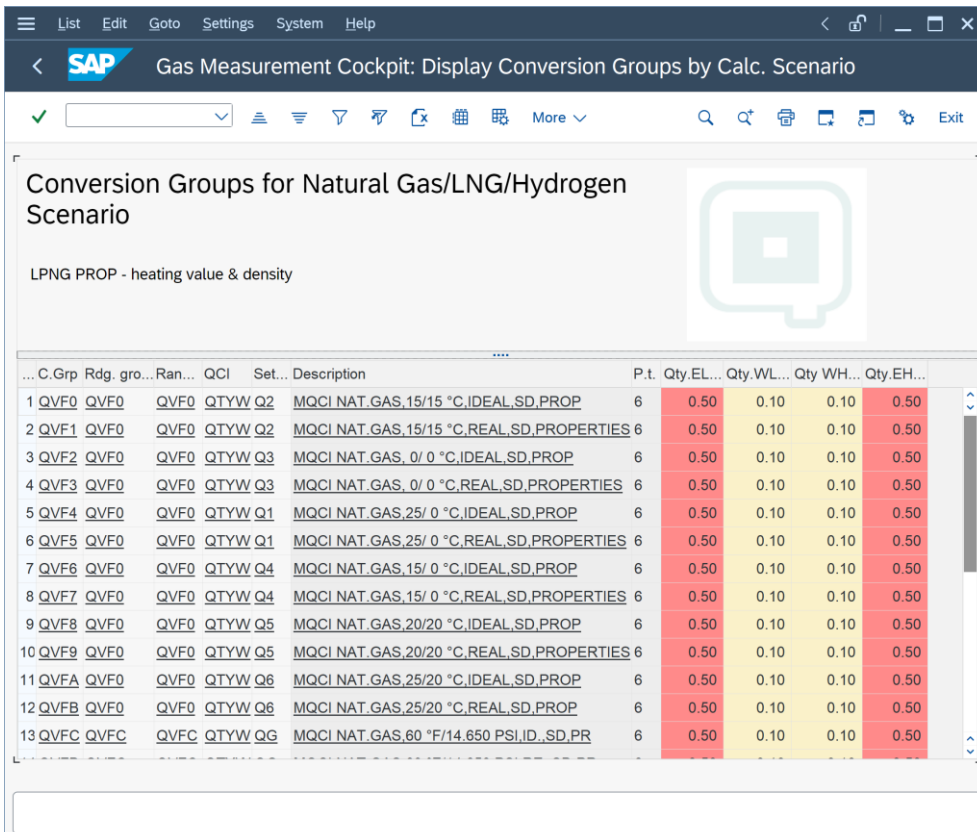 List Edit Goto Settings System Help
SAP Gas Measurement Cockpit: Display Conversion Groups by Calc. Scenario
More Exit
Conversion Groups for Natural Gas/LNG/Hydrogen
Scenario
LPNG PROP - heating value & density
... C.Grp Rdg. gro... Ran... QCI Set... Description P.t. Qty.EL... Qty.WL... Qty WH... Qty.EH...
1 QVF0 QVF0 QVF0 QTYW Q2 MQCI NAT.GAS,15/15 °C,IDEAL,SD,PROP 6 0.50 0.10 0.10 0.50
2 QVF1 QVF0 QVF0 QTYW Q2 MQCI NAT.GAS,15/15 °C,REAL,SD,PROPERTIES 6 0.50 0.10 0.10 0.50
3 QVF2 QVF0 QVF0 QTYW Q3 MQCI NAT.GAS, 0/ 0 °C,IDEAL,SD,PROP 6 0.50 0.10 0.10 0.50
4 QVF3 QVF0 QVF0 QTYW Q3 MQCI NAT.GAS, 0/ 0 °C,REAL,SD,PROPERTIES 6 0.50 0.10 0.10 0.50
5 QVF4 QVF0 QVF0 QTYW Q1 MQCI NAT.GAS,25/ 0 °C,IDEAL,SD,PROP 6 0.50 0.10 0.10 0.50
6 QVF5 QVF0 QVF0 QTYW Q1 MQCI NAT.GAS,25/ 0 °C,REAL,SD,PROPERTIES 6 0.50 0.10 0.10 0.50
7 QVF6 QVF0 QVF0 QTYW Q4 MQCI NAT.GAS,15/ 0 °C,IDEAL,SD,PROP 6 0.50 0.10 0.10 0.50
8 QVF7 QVF0 QVF0 QTYW Q4 MQCI NAT.GAS,15/ 0 °C,REAL,SD,PROPERTIES 6 0.50 0.10 0.10 0.50
9 QVF8 QVF0 QVF0 QTYW Q5 MQCI NAT.GAS,20/20 °C,IDEAL,SD,PROP 6 0.50 0.10 0.10 0.50
10 QVF9 QVF0 QVF0 QTYW Q5 MQCI NAT.GAS,20/20 °C,REAL,SD,PROPERTIES 6 0.50 0.10 0.10 0.50
11 QVFA QVF0 QVF0 QTYW Q6 MQCI NAT.GAS,25/20 °C,IDEAL,SD,PROP 6 0.50 0.10 0.10 0.50
12 QVFB QVF0 QVF0 QTYW Q6 MQCI NAT.GAS,25/20 °C,REAL,SD,PROP 6 0.50 0.10 0.10 0.50
13 QVFC QVFC QVFC QTYW QG MQCI NAT.GAS,60 °F/14.650 PSI,ID.,SD,PR 6 0.50 0.10 0.10 0.50